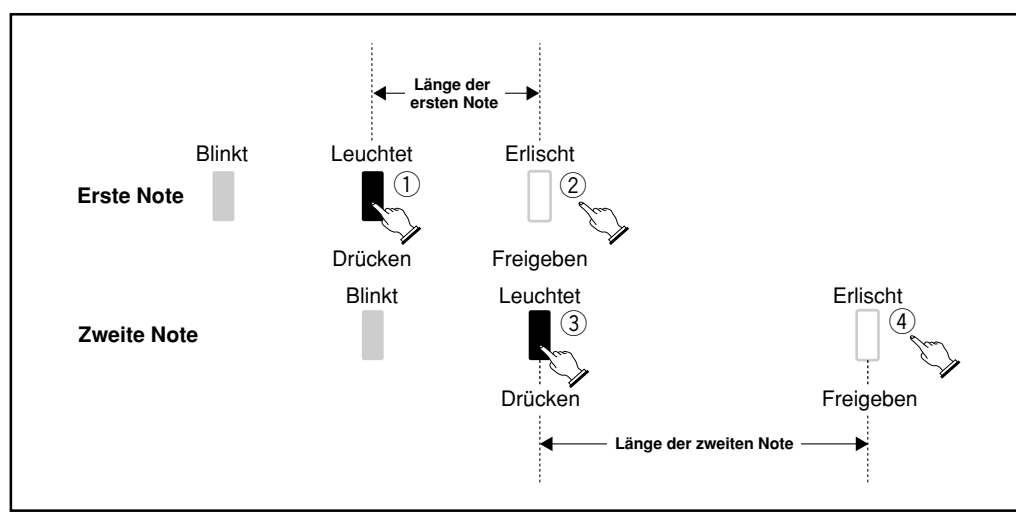 Länge der
ersten Note
Blinkt Leuchtet Erlischt
Erste Note ① ②
Drücken Freigeben
Blinkt Leuchtet Erlischt
Zweite Note ③ ④
Drücken Freigeben
Länge der zweiten Note